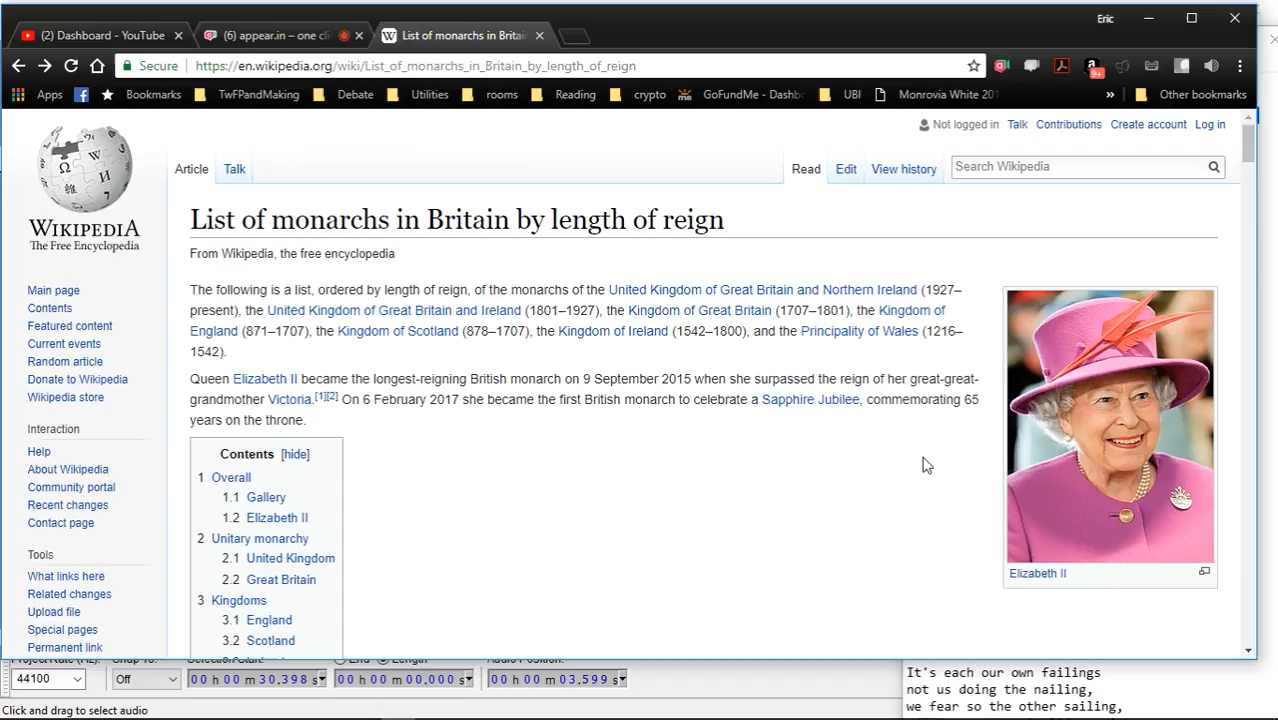 Eric
(2) Dashboard - YouTube
(6) appear.in – one cli
List of monarchs in Britai
Secure
https://en.wikipedia.org/wiki/List_of_monarchs_in_Britain_by_length_of_reign
9+
Apps
Bookmarks
TwFPandMaking
Debate
Utilities
rooms
Reading
crypto
GoFundMe - Dashb
UBI
Monrovia White 201
»
Other bookmarks
Not logged in Talk Contributions Create account Log in
Article Talk
Read Edit View history
Search Wikipedia
WIKIPEDIA
The Free Encyclopedia
Main page
Contents
Featured content
Current events
Random article
Donate to Wikipedia
Wikipedia store
Interaction
Help
About Wikipedia
Community portal
Recent changes
Contact page
Tools
What links here
Related changes
Upload file
Special pages
Permanent link
List of monarchs in Britain by length of reign
From Wikipedia, the free encyclopedia
The following is a list, ordered by length of reign, of the monarchs of the United Kingdom of Great Britain and Northern Ireland (1927–
present), the United Kingdom of Great Britain and Ireland (1801–1927), the Kingdom of Great Britain (1707–1801), the Kingdom of
England (871–1707), the Kingdom of Scotland (878–1707), the Kingdom of Ireland (1542–1800), and the Principality of Wales (1216–
1542).
Queen Elizabeth II became the longest-reigning British monarch on 9 September 2015 when she surpassed the reign of her great-great-
grandmother Victoria.[1][2] On 6 February 2017 she became the first British monarch to celebrate a Sapphire Jubilee, commemorating 65
years on the throne.
Contents [hide]
1 Overall
1.1 Gallery
1.2 Elizabeth II
2 Unitary monarchy
2.1 United Kingdom
2.2 Great Britain
3 Kingdoms
3.1 England
3.2 Scotland
Elizabeth II
Project Rate (Hz): Snap To: Selection Start: End Length Audio Position:
44100 Off 00 h 00 m 30.398 s 00 h 00 m 00.000 s 00 h 00 m 03.599 s
Click and drag to select audio
It's each our own failings
not us doing the nailing,
we fear so the other sailing,